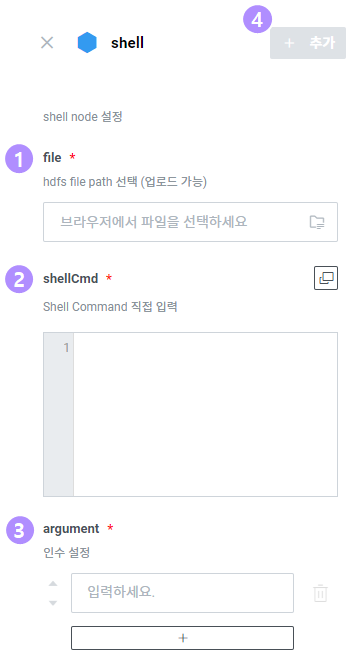 4
shell
+ 추가
shell node 설정
1 file *
hdfs file path 선택 (업로드 가능)
브라우저에서 파일을 선택하세요
2 shellCmd *
Shell Command 직접 입력
1
3 argument *
인수 설정
입력하세요.
+